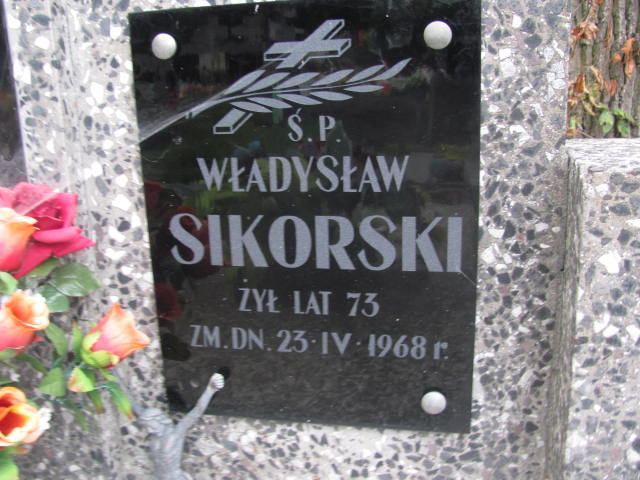 Ś.P.
WŁADYSŁAW
SIKORSKI
ŻYŁ LAT 73
ZM. DN. 23·IV·1968 r.